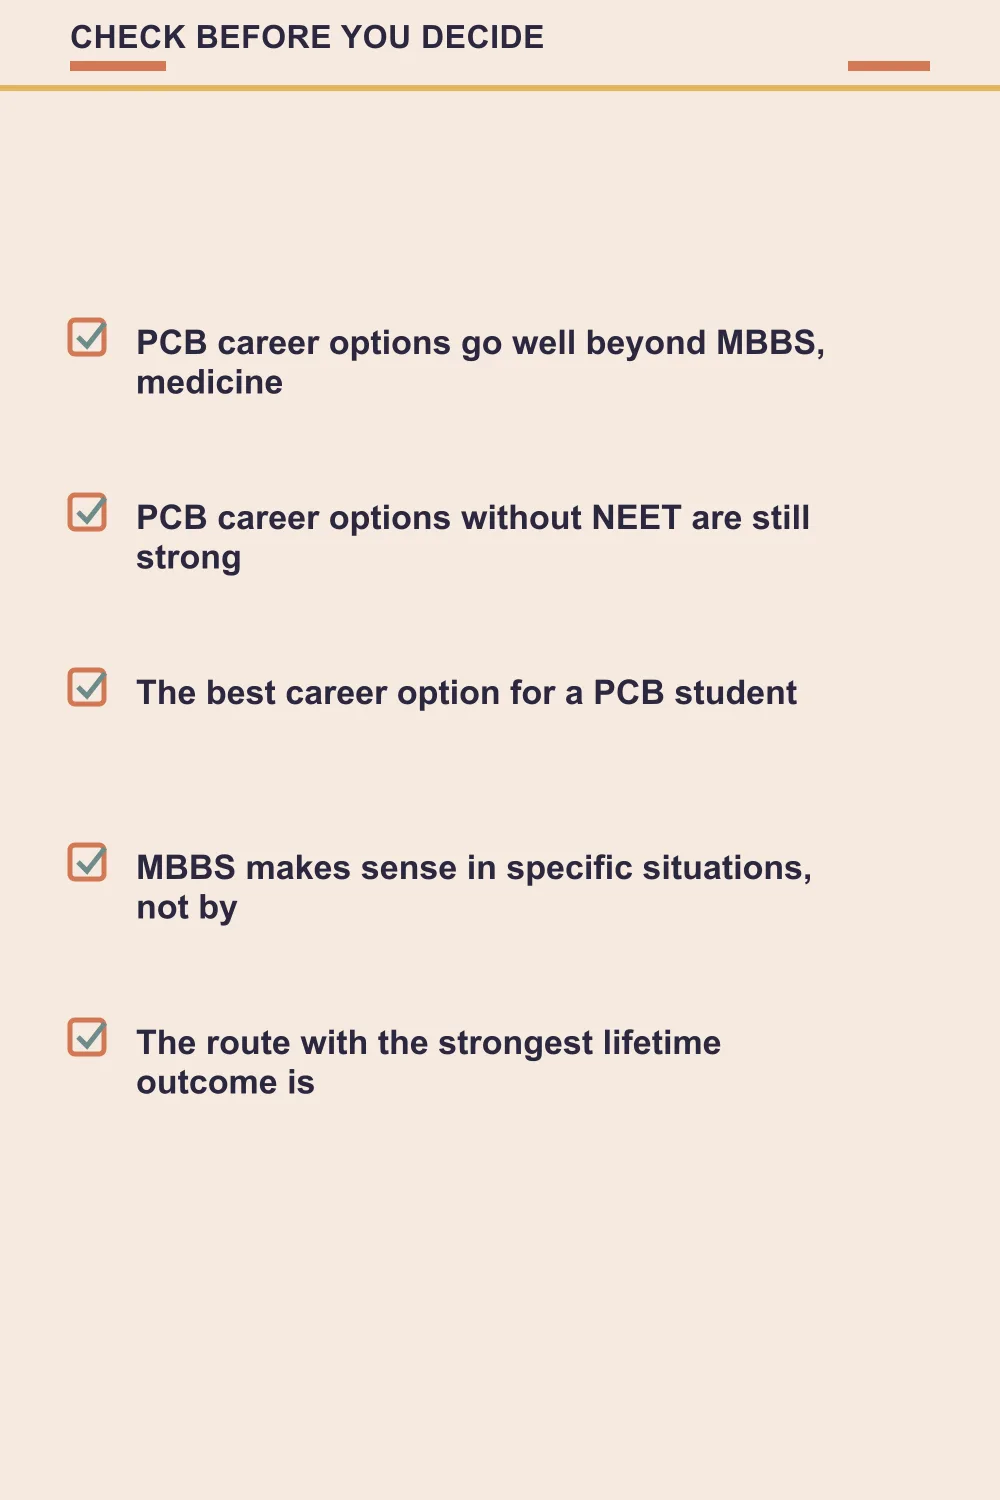 CHECK BEFORE YOU DECIDE
PCB career options go well beyond MBBS,
medicine
PCB career options without NEET are still
strong
The best career option for a PCB student
MBBS makes sense in specific situations,
not by
The route with the strongest lifetime
outcome is